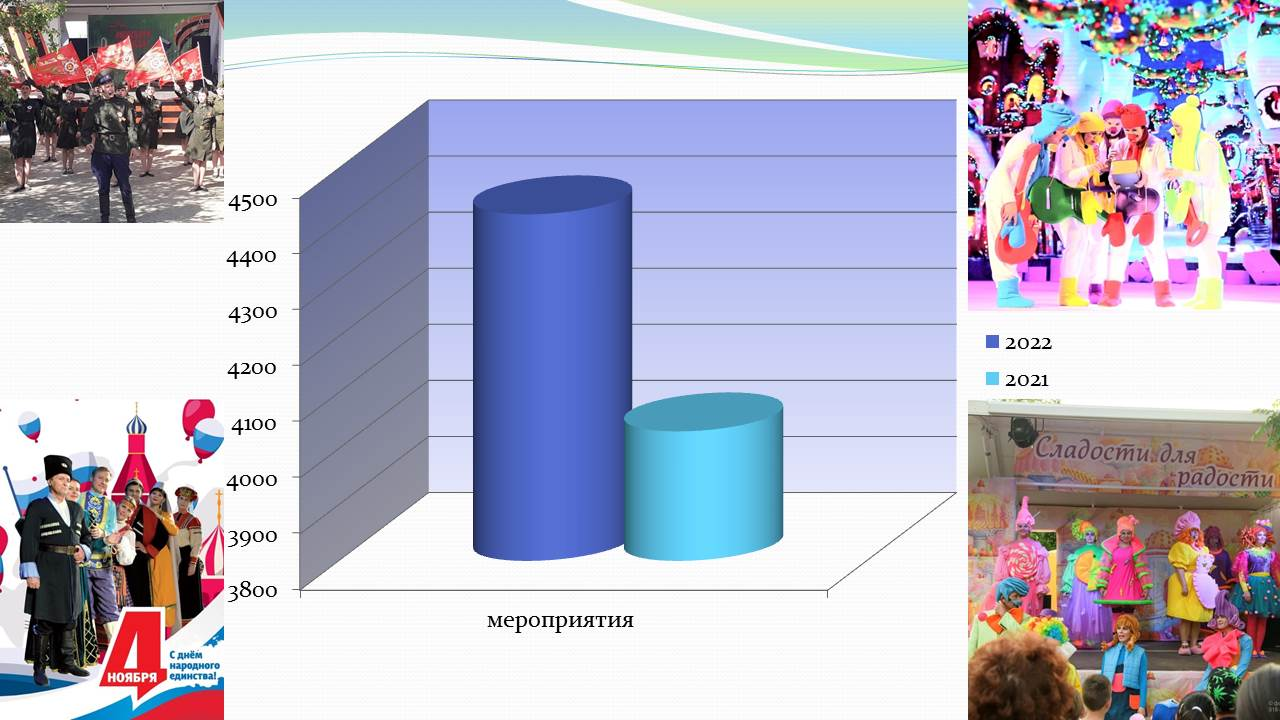 4500
4400
4300
4200
4100
4000
3900
3800
мероприятия
2022
2021
4
НОЯБРЯ
С днём
народного
единства!
Сладости для
радости